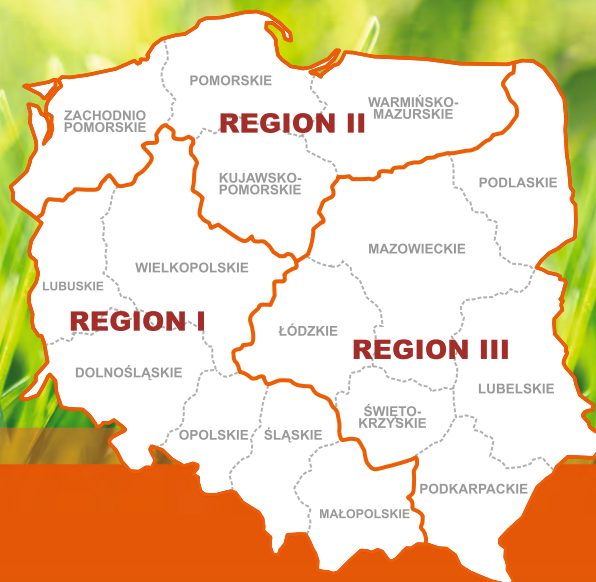 POMORSKIE
ZACHODNIO
POMORSKIE
WARMIŃSKO-
MAZURSKIE
REGION II
KUJAWSKO-
POMORSKIE
PODLASKIE
MAZOWIECKIE
WIELKOPOLSKIE
LUBUSKIE
REGION I
ŁÓDZKIE
REGION III
DOLNOŚLĄSKIE
LUBELSKIE
ŚWIĘTO-
KRZYSKIE
OPOLSKIE
ŚLĄSKIE
PODKARPACKIE
MAŁOPOLSKIE